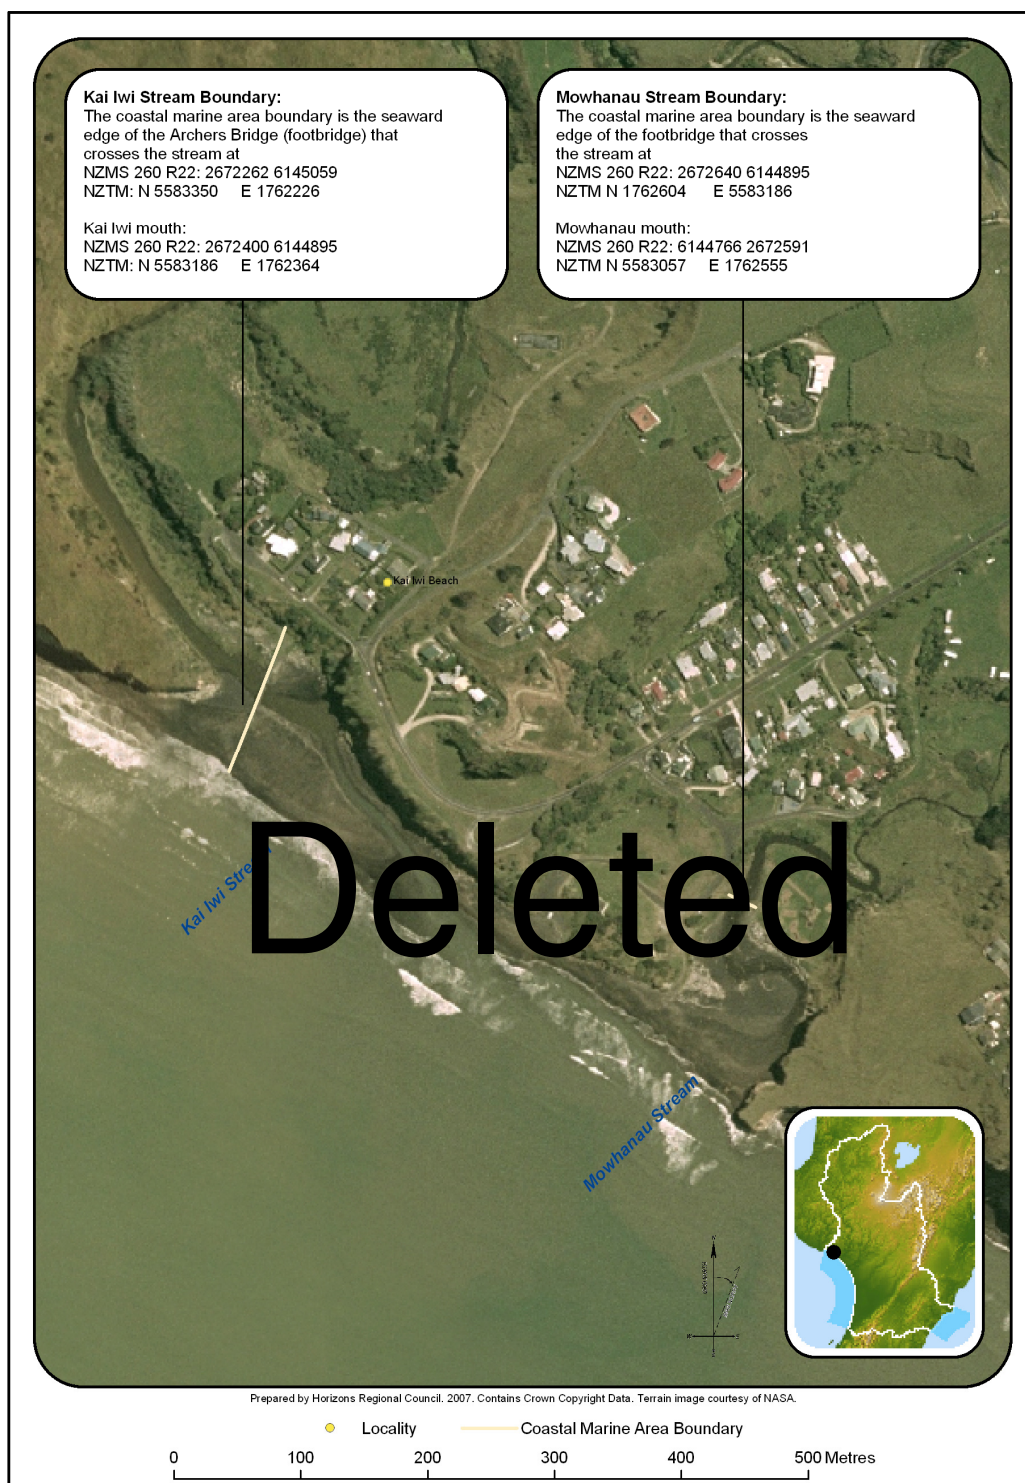 Kai Iwi Stream Boundary:
The coastal marine area boundary is the seaward
edge of the Archers Bridge (footbridge) that
crosses the stream at
NZMS 260 R22: 2672262 6145059
NZTM: N 5583350 E 1762226
Kai Iwi mouth:
NZMS 260 R22: 2672400 6144895
NZTM: N 5583186 E 1762364
Mowhanau Stream Boundary:
The coastal marine area boundary is the seaward
edge of the footbridge that crosses
the stream at
NZMS 260 R22: 2672640 6144895
NZTM N 1762604 E 5583186
Mowhanau mouth:
NZMS 260 R22: 6144766 2672591
NZTM N 5583057 E 1762555
Kai Iwi Beach
Deleted
Kai Iwi Stre
Mowhanau Stream
Prepared by Horizons Regional Council. 2007. Contains Crown Copyright Data. Terrain image courtesy of NASA.
Locality Coastal Marine Area Boundary
0 100 200 300 400 500 Metres